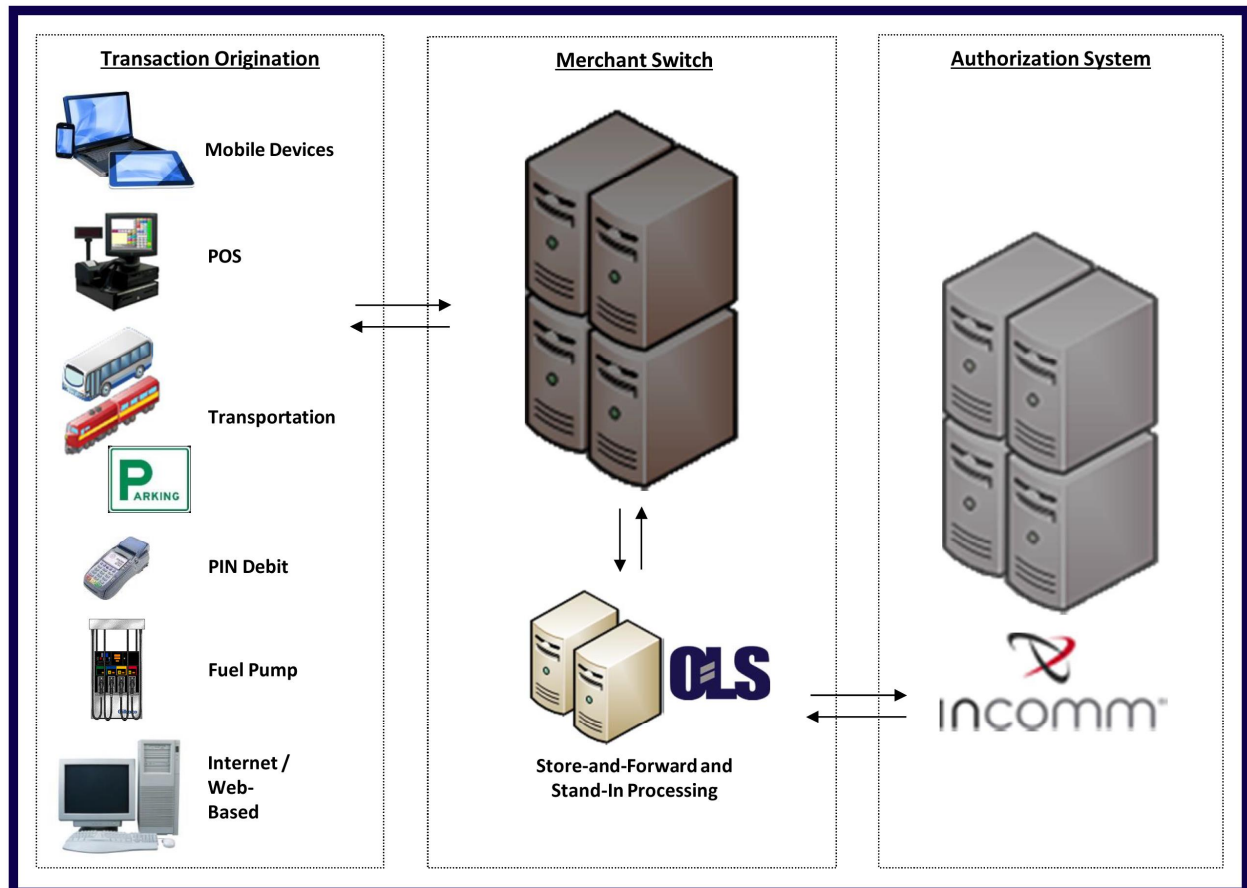 Transaction Origination
Mobile Devices
POS
Transportation
PARKING
PIN Debit
Fuel Pump
Internet /
Web-
Based
Merchant Switch
OLS
Store-and-Forward and
Stand-In Processing
Authorization System
incomm